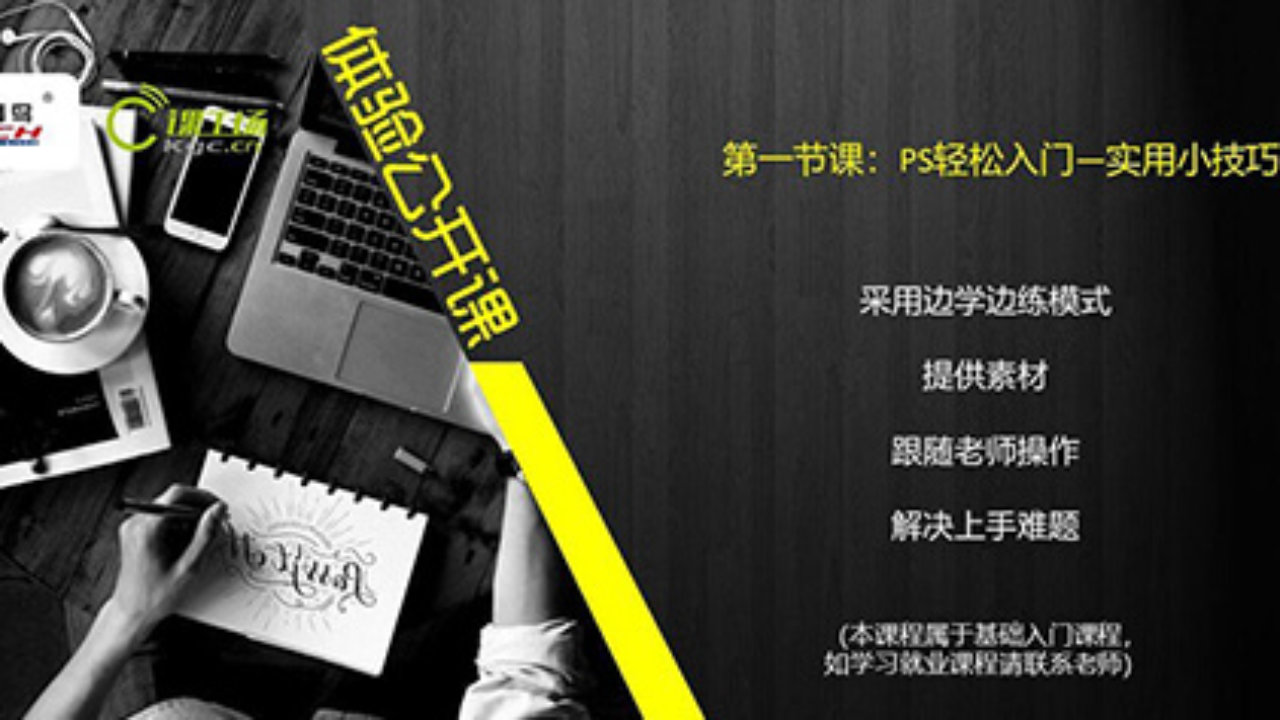 体验公开课
课工场
kgc.cn
第一节课：PS轻松入门—实用小技巧
采用边学边练模式
提供素材
跟随老师操作
解决上手难题
(本课程属于基础入门课程，
如学习就业课程请联系老师)